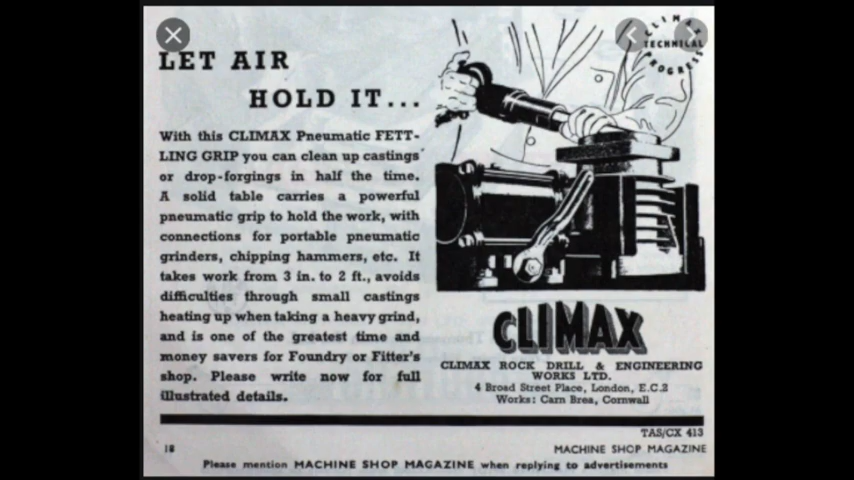 LET AIR
HOLD IT...
With this CLIMAX Pneumatic FETT-
LING GRIP you can clean up castings
or drop-forgings in half the time.
A solid table carries a powerful
pneumatic grip to hold the work, with
connections for portable pneumatic
grinders, chipping hammers, etc. It
takes work from 3 in. to 2 ft., avoids
difficulties through small castings
heating up when taking a heavy grind,
and is one of the greatest time and
money savers for Foundry or Fitter's
shop. Please write now for full
illustrated details.
TECHNICAL
PROGRESS
CLIMAX
CLIMAX ROCK DRILL & ENGINEERING
WORKS LTD.
4 Broad Street Place, London, E.C.2
Works: Carn Brea, Cornwall
TAS/CX 413
18
MACHINE SHOP MAGAZINE
Please mention MACHINE SHOP MAGAZINE when replying to advertisements